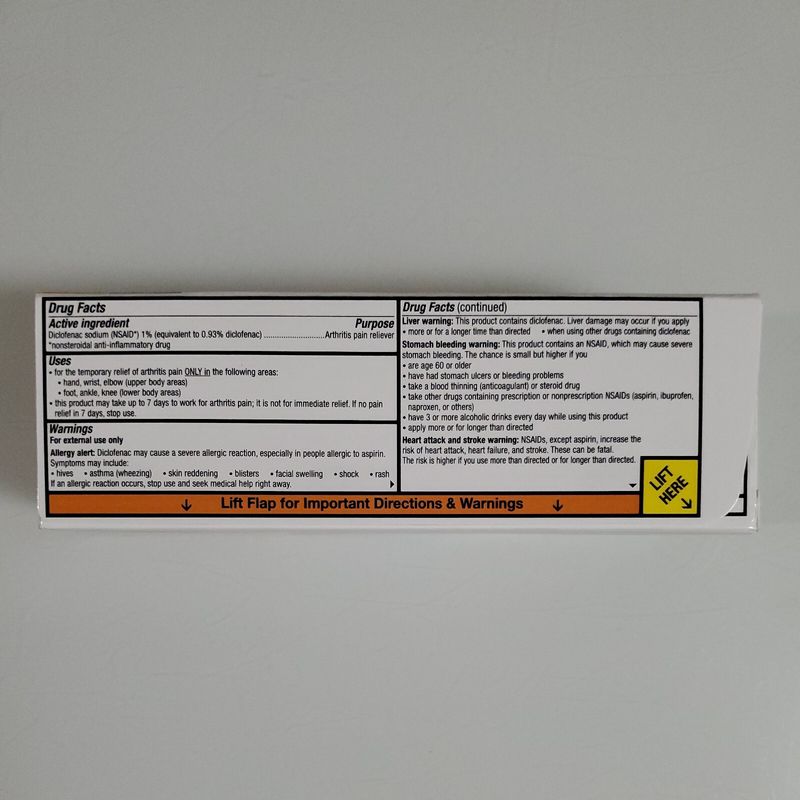 Drug Facts
Active ingredient Purpose
Diclofenac sodium (NSAID*) 1% (equivalent to 0.93% diclofenac) ............................Arthritis pain reliever
*nonsteroidal anti-inflammatory drug
Uses
• for the temporary relief of arthritis pain ONLY in the following areas:
• hand, wrist, elbow (upper body areas)
• foot, ankle, knee (lower body areas)
• this product may take up to 7 days to work for arthritis pain; it is not for immediate relief. If no pain
relief in 7 days, stop use.
Warnings
For external use only
Allergy alert: Diclofenac may cause a severe allergic reaction, especially in people allergic to aspirin.
Symptoms may include:
• hives • asthma (wheezing) • skin reddening • blisters • facial swelling • shock • rash
If an allergic reaction occurs, stop use and seek medical help right away.
Drug Facts (continued)
Liver warning: This product contains diclofenac. Liver damage may occur if you apply
• more or for a longer time than directed • when using other drugs containing diclofenac
Stomach bleeding warning: This product contains an NSAID, which may cause severe
stomach bleeding. The chance is small but higher if you
• are age 60 or older
• have had stomach ulcers or bleeding problems
• take a blood thinning (anticoagulant) or steroid drug
• take other drugs containing prescription or nonprescription NSAIDs (aspirin, ibuprofen,
naproxen, or others)
• have 3 or more alcoholic drinks every day while using this product
• apply more or for longer than directed
Heart attack and stroke warning: NSAIDs, except aspirin, increase the
risk of heart attack, heart failure, and stroke. These can be fatal.
The risk is higher if you use more than directed or for longer than directed.
LIFT
HERE
Lift Flap for Important Directions & Warnings